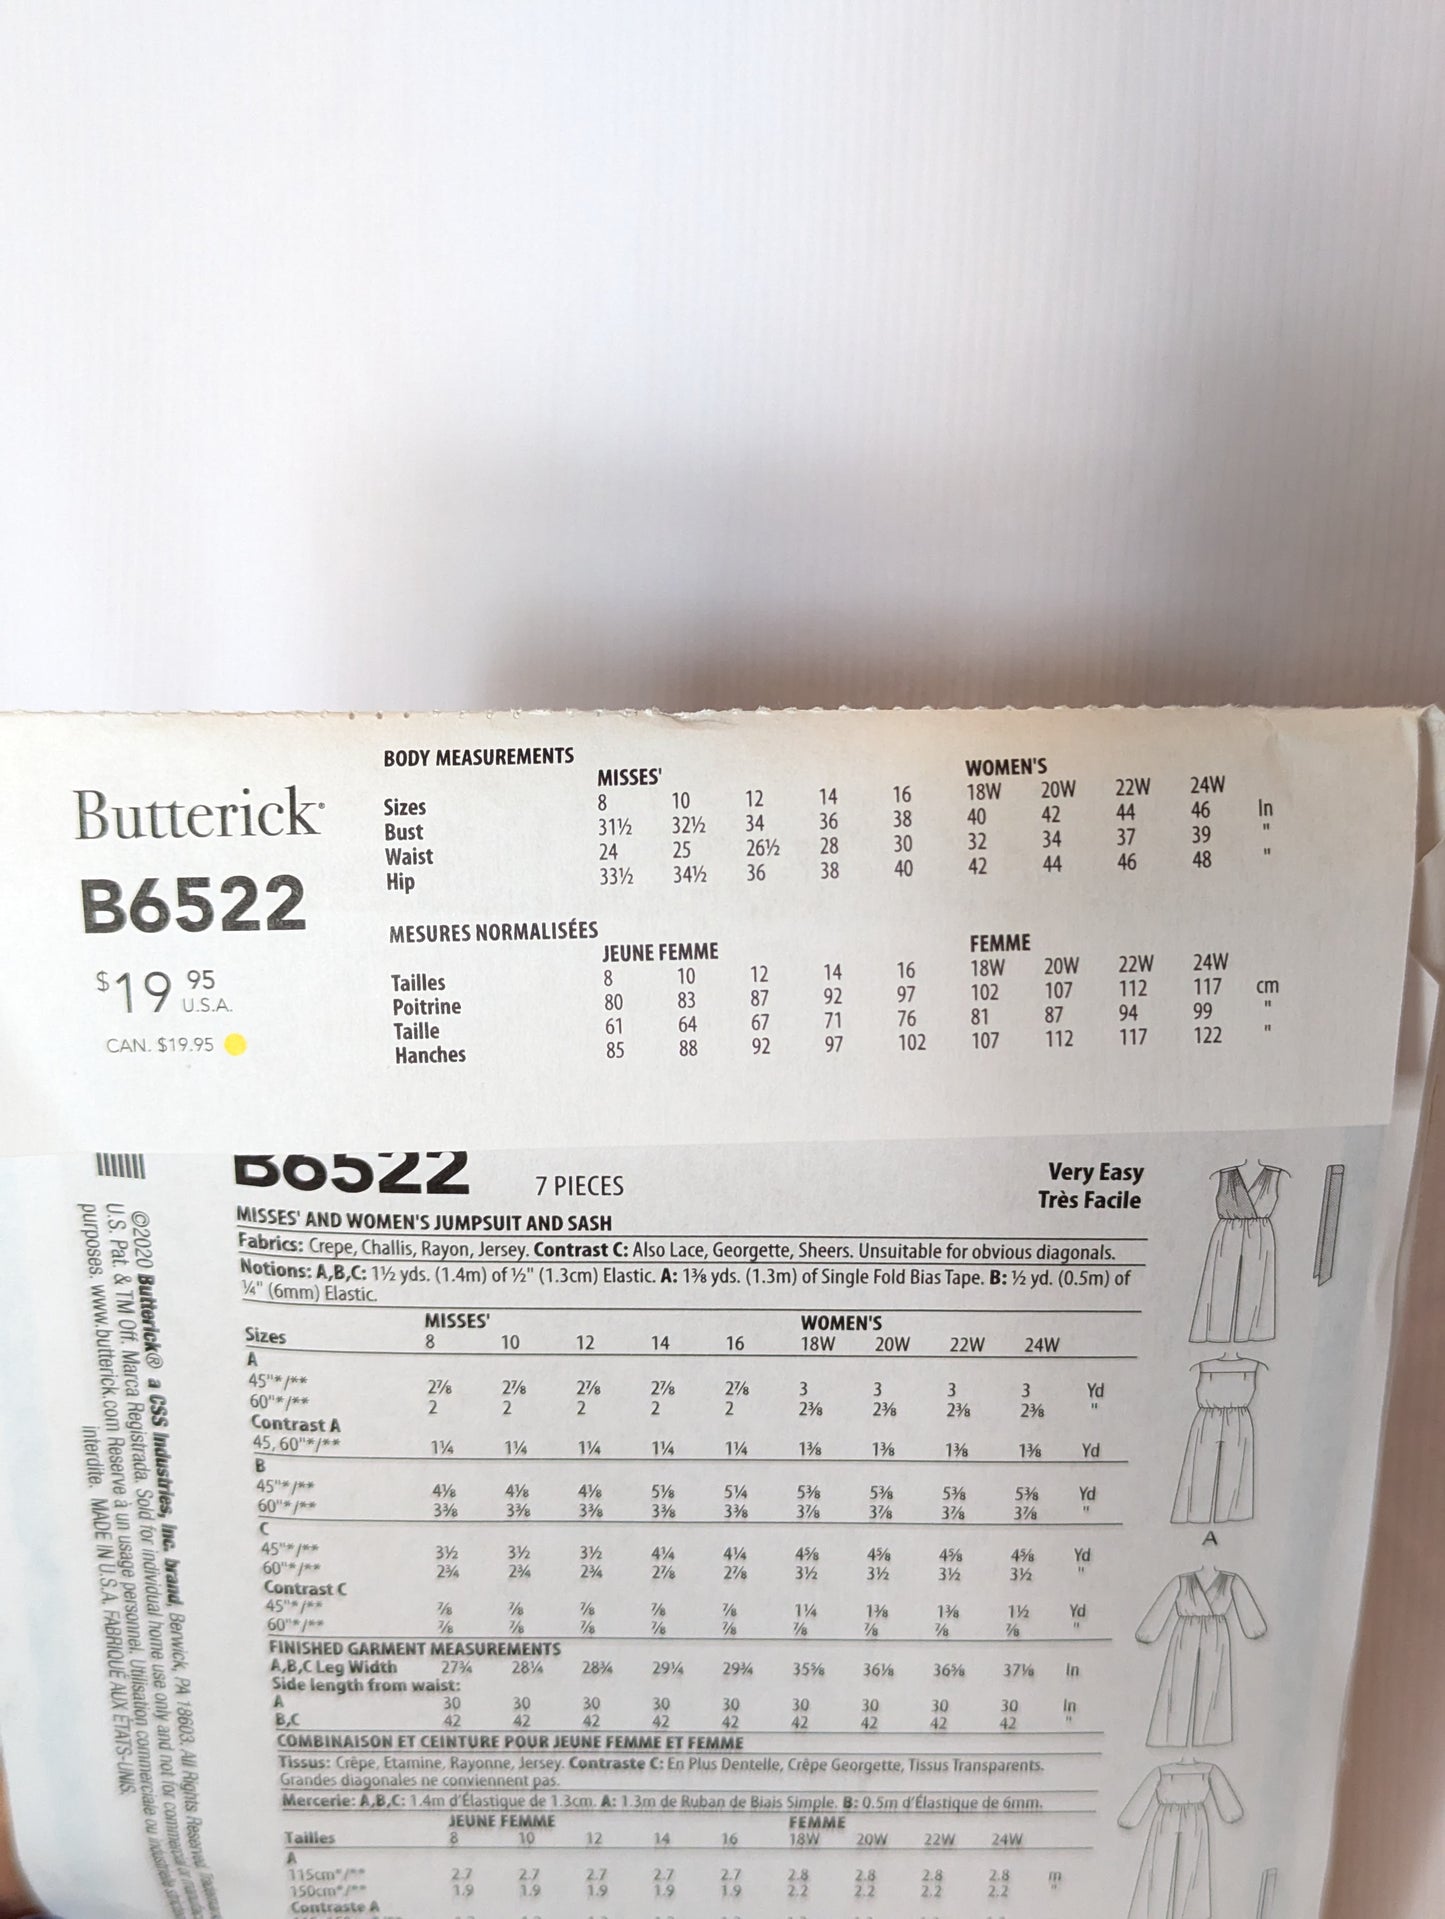 BODY MEASUREMENTS
MISSES' WOMEN'S
Sizes 8 10 12 14 16 18W 20W 22W 24W
Bust 31½ 32½ 34 36 38 40 42 44 46 In
Waist 24 25 26½ 28 30 32 34 37 39 "
Hip 33½ 34½ 36 38 40 42 44 46 48 "
Butterick
B6522
$19 95
U.S.A.
CAN. $19.95
MESURES NORMALISÉES
JEUNE FEMME FEMME
Tailles 8 10 12 14 16 18W 20W 22W 24W
Poitrine 80 83 87 92 97 102 107 112 117 cm
Taille 61 64 67 71 76 81 87 94 99 "
Hanches 85 88 92 97 102 107 112 117 122 "
B6522 7 PIECES
Very Easy
Très Facile
MISSES' AND WOMEN'S JUMPSUIT AND SASH
Fabrics: Crepe, Challis, Rayon, Jersey. Contrast C: Also Lace, Georgette, Sheers. Unsuitable for obvious diagonals.
Notions: A,B,C: 1½ yds. (1.4m) of ½" (1.3cm) Elastic. A: 1⅜ yds. (1.3m) of Single Fold Bias Tape. B: ½ yd. (0.5m) of
¼" (6mm) Elastic.
MISSES' WOMEN'S
Sizes 8 10 12 14 16 18W 20W 22W 24W
A
45"*/** 2⅞ 2⅞ 2⅞ 2⅞ 2⅞ 3 3 3 3 Yd
60"*/** 2 2 2 2 2 2⅜ 2⅜ 2⅜ 2⅜ "
Contrast A
45, 60"*/** 1¼ 1¼ 1¼ 1¼ 1¼ 1⅜ 1⅜ 1⅜ 1⅜ Yd
B
45"*/** 4⅛ 4⅛ 4⅛ 5⅛ 5¼ 5⅜ 5⅜ 5⅜ 5⅜ Yd
60"*/** 3⅜ 3⅜ 3⅜ 3⅜ 3⅜ 3⅞ 3⅞ 3⅞ 3⅞ "
C
45"*/** 3½ 3½ 3½ 4¼ 4¼ 4⅝ 4⅝ 4⅝ 4⅝ Yd
60"*/** 2¾ 2¾ 2¾ 2⅞ 2⅞ 3½ 3½ 3½ 3½ "
Contrast C
45"*/** ⅞ ⅞ ⅞ ⅞ ⅞ 1¼ 1⅜ 1⅜ 1½ Yd
60"*/** ⅞ ⅞ ⅞ ⅞ ⅞ ⅞ ⅞ ⅞ ⅞ "
FINISHED GARMENT MEASUREMENTS
A,B,C Leg Width 27¾ 28¼ 28¾ 29¼ 29¾ 35⅝ 36⅛ 36⅝ 37⅛ In
Side length from waist:
A 30 30 30 30 30 30 30 30 30 In
B,C 42 42 42 42 42 42 42 42 42 "
COMBINAISON ET CEINTURE POUR JEUNE FEMME ET FEMME
Tissus: Crêpe, Etamine, Rayonne, Jersey. Contraste C: En Plus Dentelle, Crêpe Georgette, Tissus Transparents.
Grandes diagonales ne conviennent pas.
Mercerie: A,B,C: 1.4m d'Élastique de 1.3cm. A: 1.3m de Ruban de Biais Simple. B: 0.5m d'Élastique de 6mm.
JEUNE FEMME FEMME
Tailles 8 10 12 14 16 18W 20W 22W 24W
A
115cm*/** 2.7 2.7 2.7 2.7 2.7 2.8 2.8 2.8 2.8 m
150cm*/** 1.9 1.9 1.9 1.9 1.9 2.2 2.2 2.2 2.2 "
Contraste A
A
©2020 Butterick® a CSS Industries, Inc. brand, Berwick, PA 18603. All Rights Reserved.
U.S. Pat. & TM Off. Marca Registrada. Sold for individual home use only and not for commercial or
purposes. www.butterick.com Reserve à un usage personnel. Utilisation commerciale ou
interdite. MADE IN U.S.A. FABRIQUÉ AUX ÉTATS-UNIS